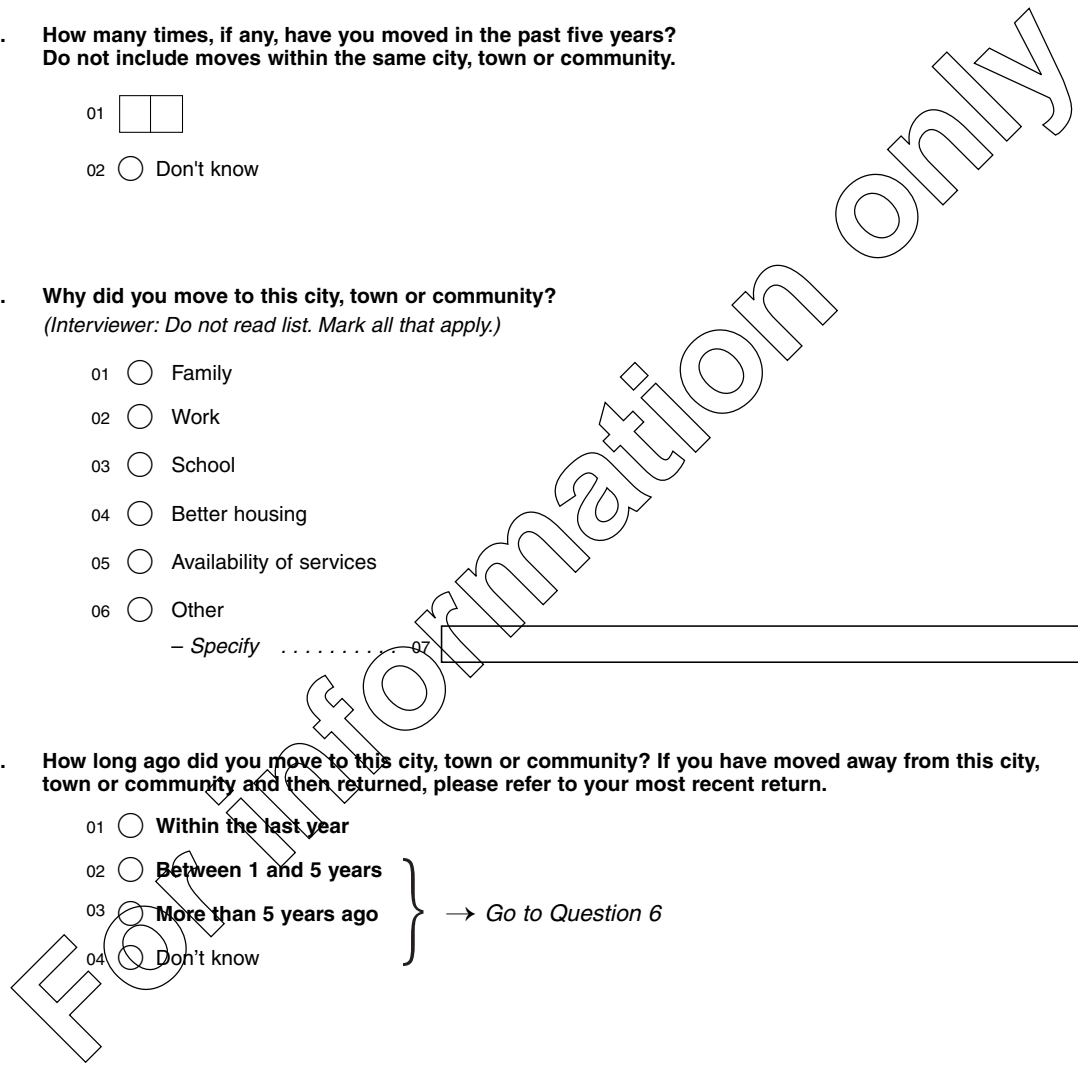 . How many times, if any, have you moved in the past five years?
Do not include moves within the same city, town or community.
01
02 Don't know
. Why did you move to this city, town or community?
(Interviewer: Do not read list. Mark all that apply.)
01 Family
02 Work
03 School
04 Better housing
05 Availability of services
06 Other
– Specify . . . . . . . . . . 07
. How long ago did you move to this city, town or community? If you have moved away from this city,
town or community and then returned, please refer to your most recent return.
01 Within the last year
02 Between 1 and 5 years
03 More than 5 years ago → Go to Question 6
04 Don't know
For information only